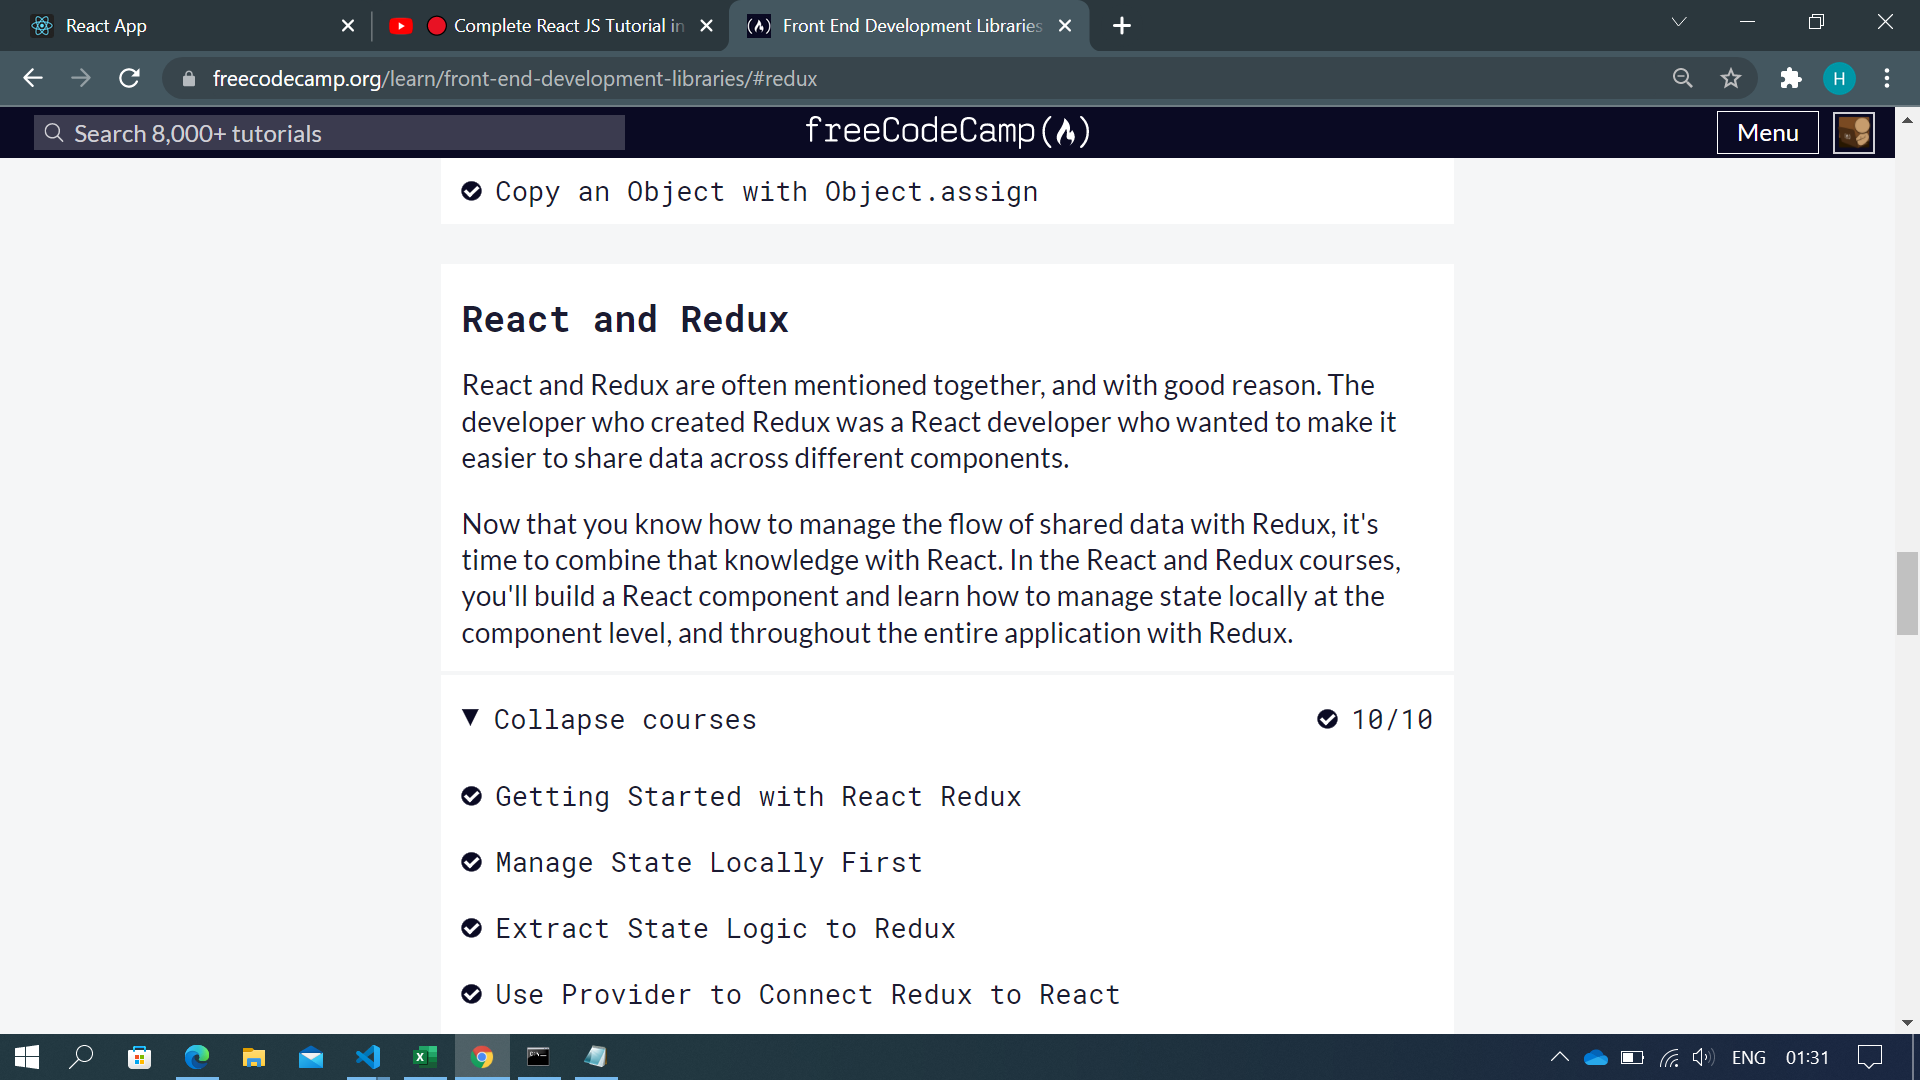 React App
Complete React JS Tutorial in
Front End Development Libraries
freecodecamp.org/learn/front-end-development-libraries/#redux
H
Search 8,000+ tutorials
freeCodeCamp
Menu
Copy an Object with Object.assign
React and Redux
React and Redux are often mentioned together, and with good reason. The
developer who created Redux was a React developer who wanted to make it
easier to share data across different components.
Now that you know how to manage the flow of shared data with Redux, it's
time to combine that knowledge with React. In the React and Redux courses,
you'll build a React component and learn how to manage state locally at the
component level, and throughout the entire application with Redux.
Collapse courses 10/10
Getting Started with React Redux
Manage State Locally First
Extract State Logic to Redux
Use Provider to Connect Redux to React
ENG 01:31